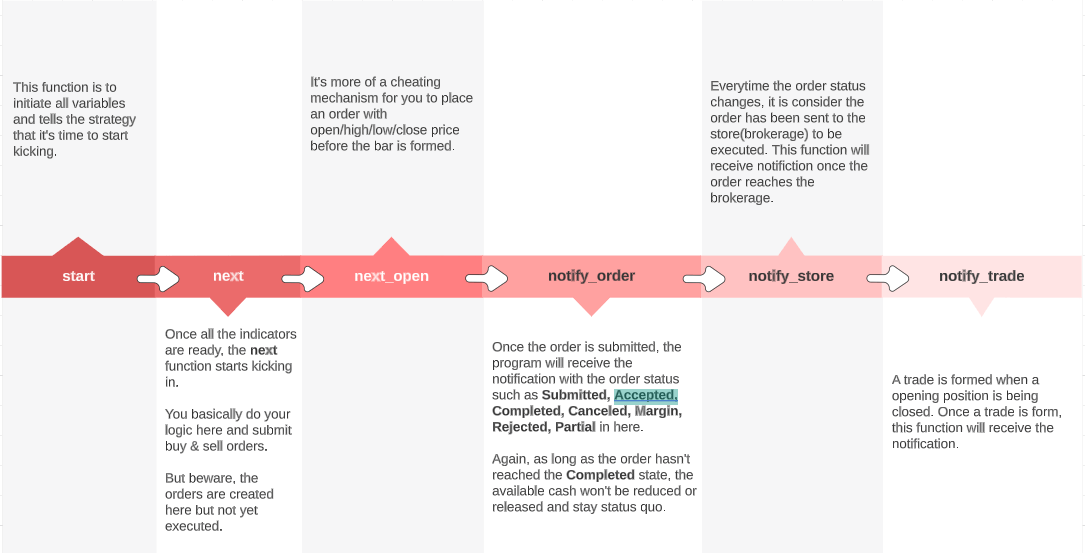 This function is to
initiate all variables
and tells the strategy
that it's time to start
kicking.
It's more of a cheating
mechanism for you to place
an order with
open/high/low/close price
before the bar is formed.
Everytime the order status
changes, it is consider the
order has been sent to the
store(brokerage) to be
executed. This function will
receive notifiction once the
order reaches the
brokerage.
start
next
next_open
notify_order
notify_store
notify_trade
Once all the indicators
are ready, the next
function starts kicking
in.
You basically do your
logic here and submit
buy & sell orders.
But beware, the
orders are created
here but not yet
executed.
Once the order is submitted, the
program will receive the
notification with the order status
such as Submitted, Accepted,
Completed, Canceled, Margin,
Rejected, Partial in here.
Again, as long as the order hasn't
reached the Completed state, the
available cash won't be reduced or
released and stay status quo.
A trade is formed when a
opening position is being
closed. Once a trade is form,
this function will receive the
notification.